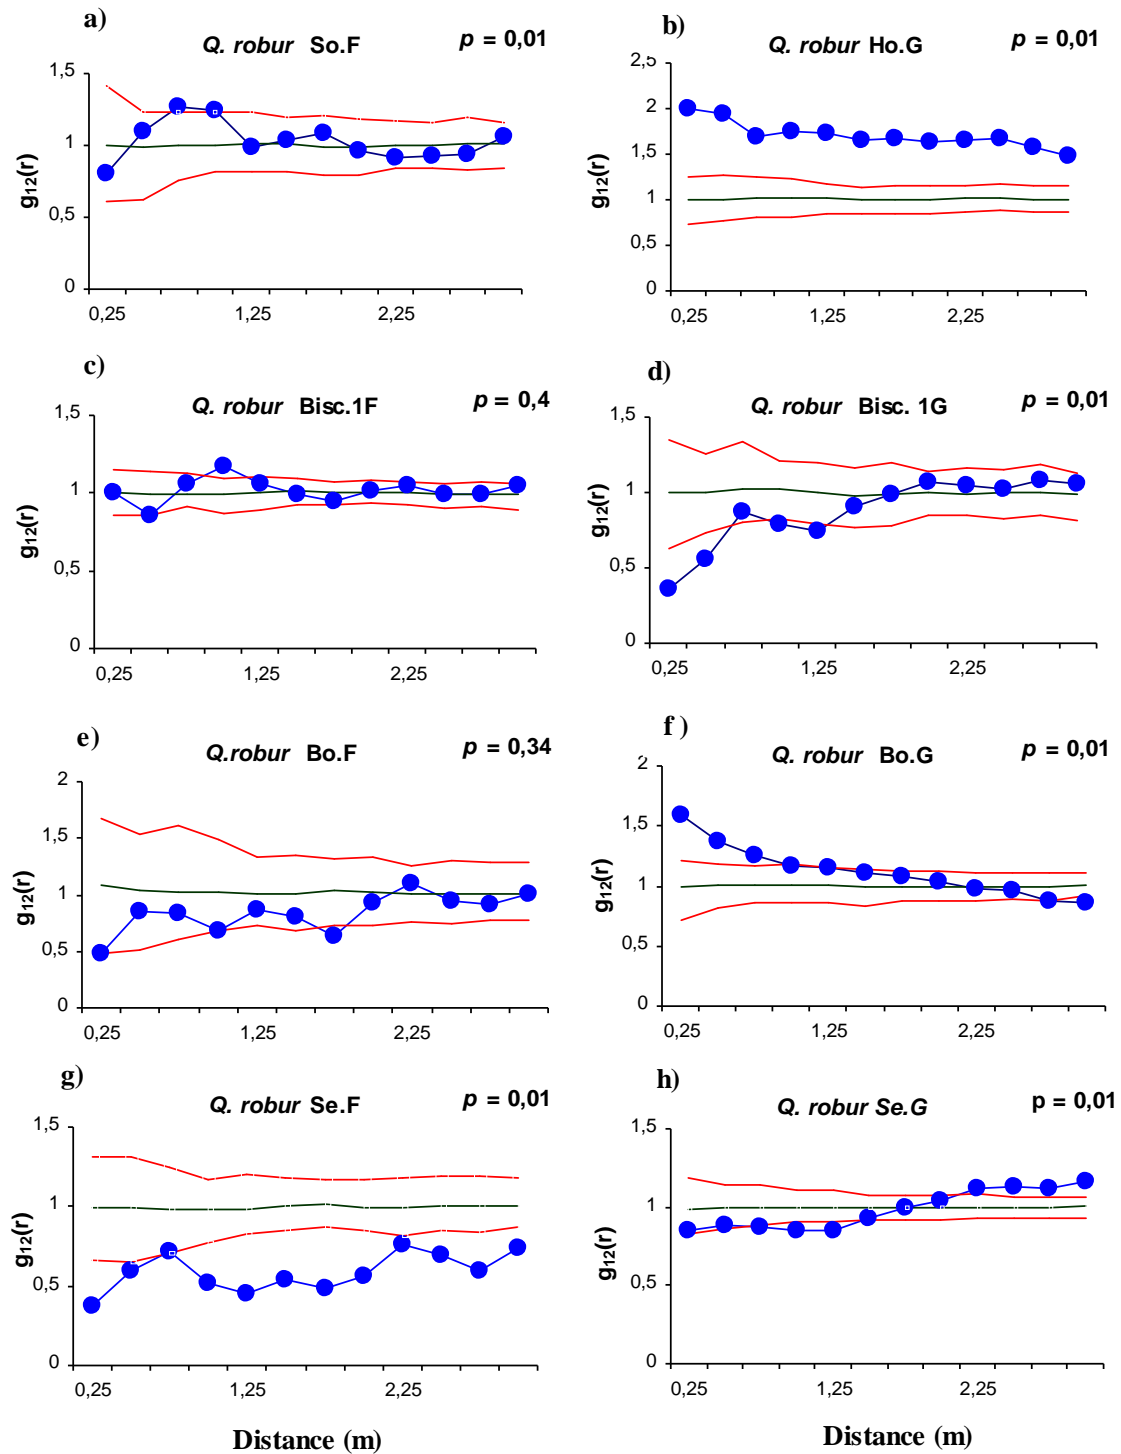 a)
Q. robur So.F
p = 0,01
1,5
1
0,5
0
g12(r)
0,25
1,25
2,25
b)
Q. robur Ho.G
p = 0,01
2,5
2
1,5
1
0,5
0
g12(r)
0,25
1,25
2,25
c)
Q. robur Bisc.1F
p = 0,4
1,5
1
0,5
0
g12(r)
0,25
1,25
2,25
d)
Q. robur Bisc. 1G
p = 0,01
1,5
1
0,5
0
g12(r)
0,25
1,25
2,25
e)
Q.robur Bo.F
p = 0,34
2
1,5
1
0,5
0
g12(r)
0,25
1,25
2,25
f )
Q. robur Bo.G
p = 0,01
2
1,5
1
0,5
0
g12(r)
0,25
1,25
2,25
g)
Q. robur Se.F
p = 0,01
1,5
1
0,5
0
g12(r)
0,25
1,25
2,25
Distance (m)
h)
Q. robur Se.G
p = 0,01
1,5
1
0,5
0
g12(r)
0,25
1,25
2,25
Distance (m)